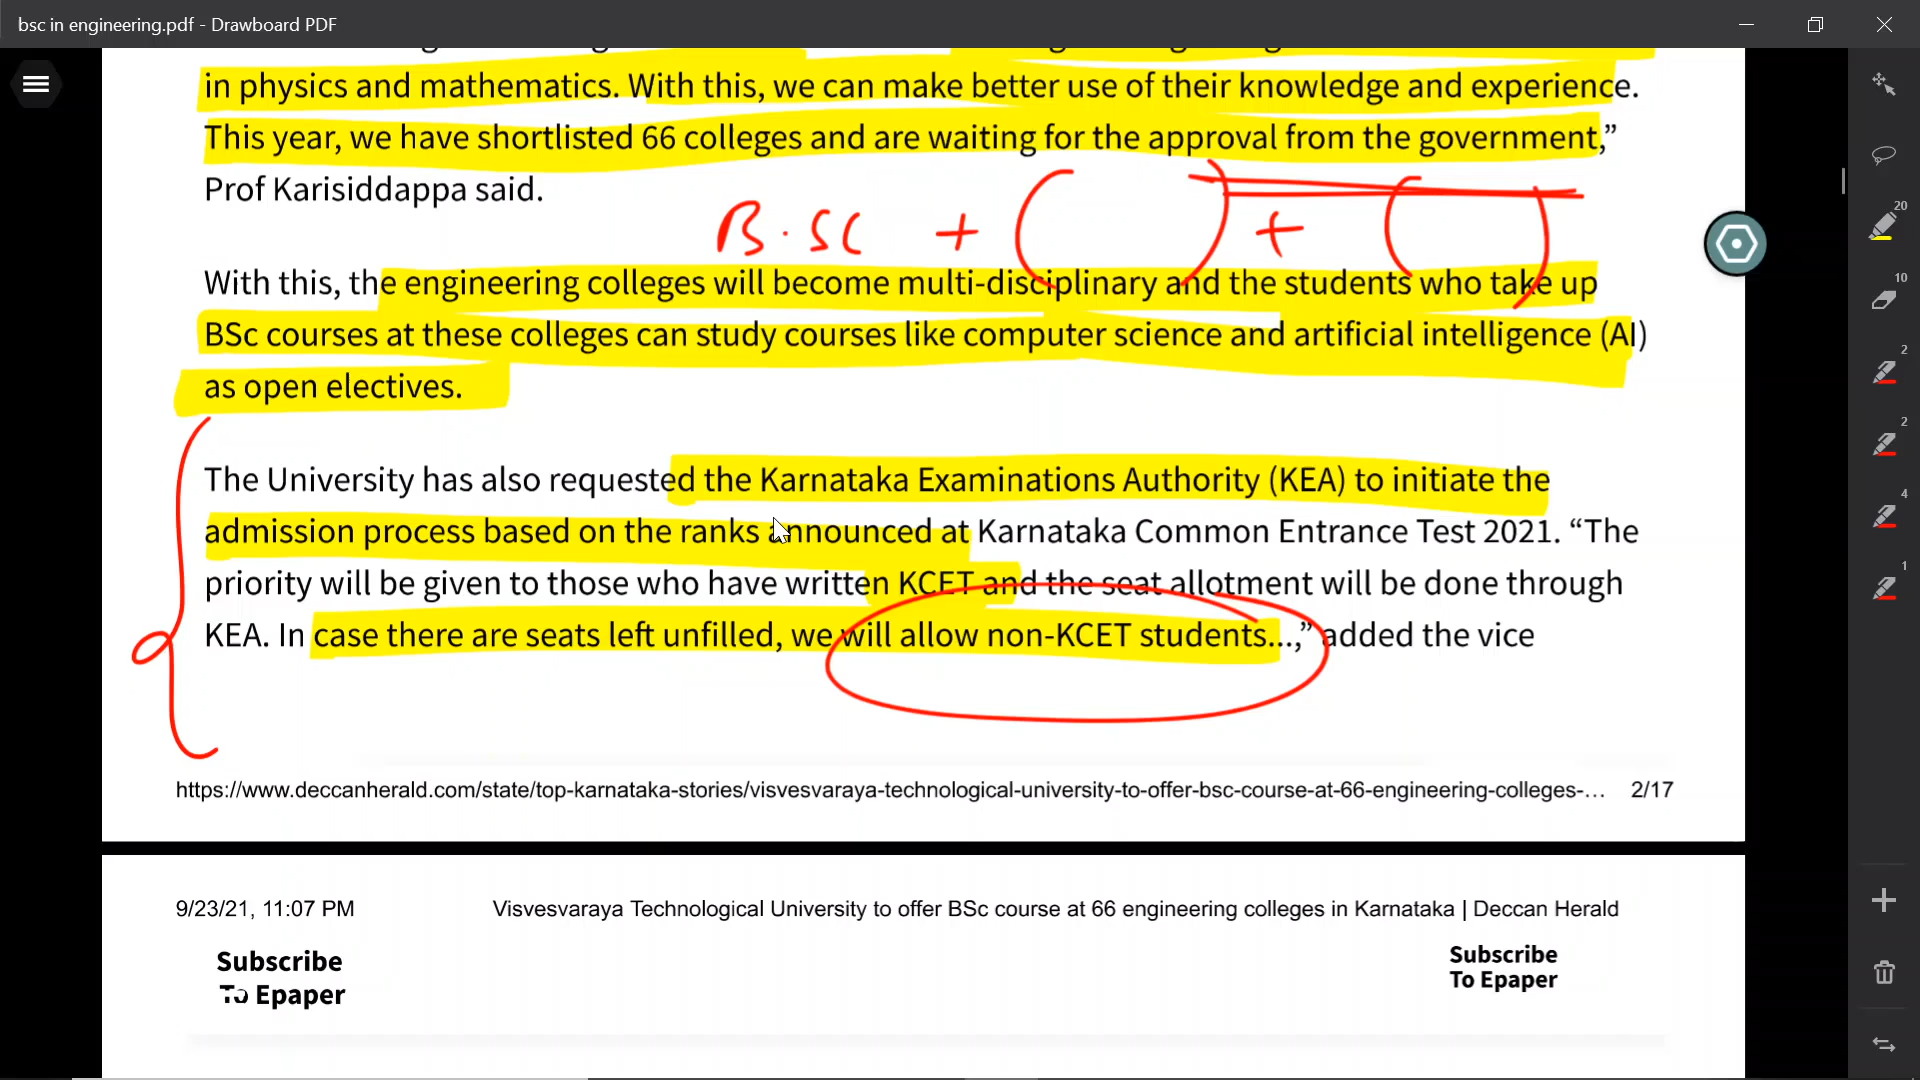 bsc in engineering.pdf - Drawboard PDF
in physics and mathematics. With this, we can make better use of their knowledge and experience.
This year, we have shortlisted 66 colleges and are waiting for the approval from the government,”
Prof Karisiddappa said.
B.SC + ( ) + ( )
With this, the engineering colleges will become multi-disciplinary and the students who take up
BSc courses at these colleges can study courses like computer science and artificial intelligence (AI)
as open electives.
The University has also requested the Karnataka Examinations Authority (KEA) to initiate the
admission process based on the ranks announced at Karnataka Common Entrance Test 2021. “The
priority will be given to those who have written KCET and the seat allotment will be done through
KEA. In case there are seats left unfilled, we will allow non-KCET students...,” added the vice
https://www.deccanherald.com/state/top-karnataka-stories/visvesvaraya-technological-university-to-offer-bsc-course-at-66-engineering-colleges-… 2/17
9/23/21, 11:07 PM Visvesvaraya Technological University to offer BSc course at 66 engineering colleges in Karnataka | Deccan Herald
Subscribe
To Epaper
Subscribe
To Epaper
20
10
2
2
4
1